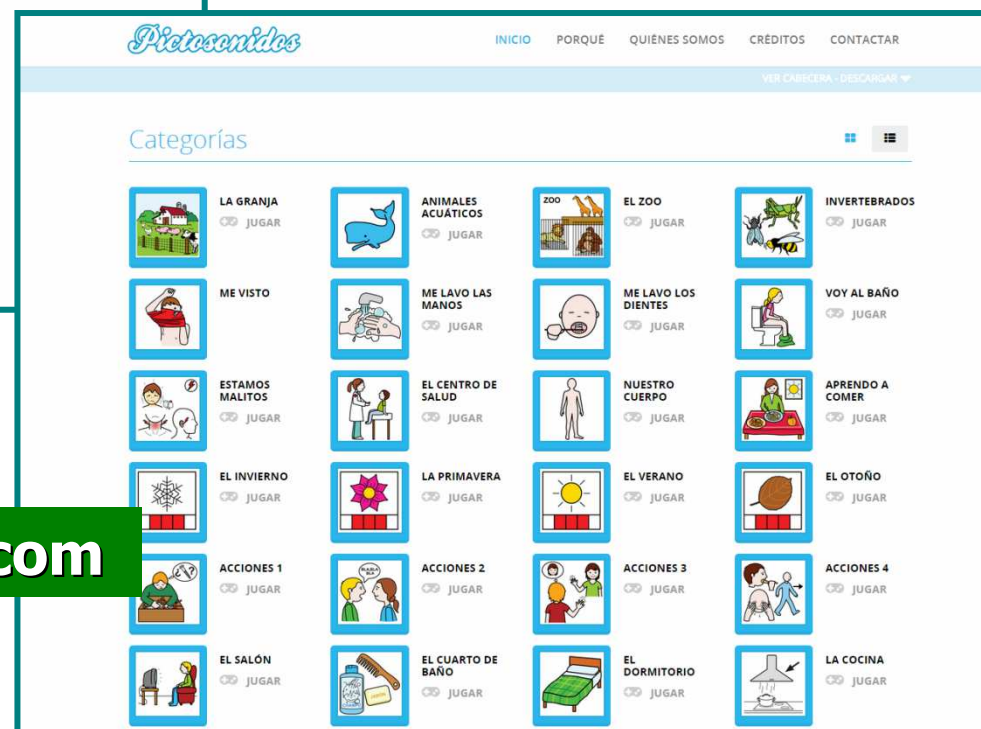 Pictosonidos
INICIO PORQUÉ QUIÉNES SOMOS CRÉDITOS CONTACTAR
VER CABECERA - DESCARGAR
Categorías
LA GRANJA
JUGAR
ANIMALES
ACUÁTICOS
JUGAR
ZOO
EL ZOO
JUGAR
INVERTEBRADOS
JUGAR
ME VISTO
ME LAVO LAS
MANOS
JUGAR
ME LAVO LOS
DIENTES
JUGAR
VOY AL BAÑO
JUGAR
ESTAMOS
MALITOS
JUGAR
EL CENTRO DE
SALUD
JUGAR
NUESTRO
CUERPO
JUGAR
APRENDO A
COMER
JUGAR
EL INVIERNO
JUGAR
LA PRIMAVERA
JUGAR
EL VERANO
JUGAR
EL OTOÑO
JUGAR
com
ACCIONES 1
JUGAR
BLA,BLA
BLA
ACCIONES 2
JUGAR
ACCIONES 3
JUGAR
ACCIONES 4
JUGAR
EL SALÓN
JUGAR
EL CUARTO DE
BAÑO
JUGAR
EL
DORMITORIO
JUGAR
LA COCINA
JUGAR